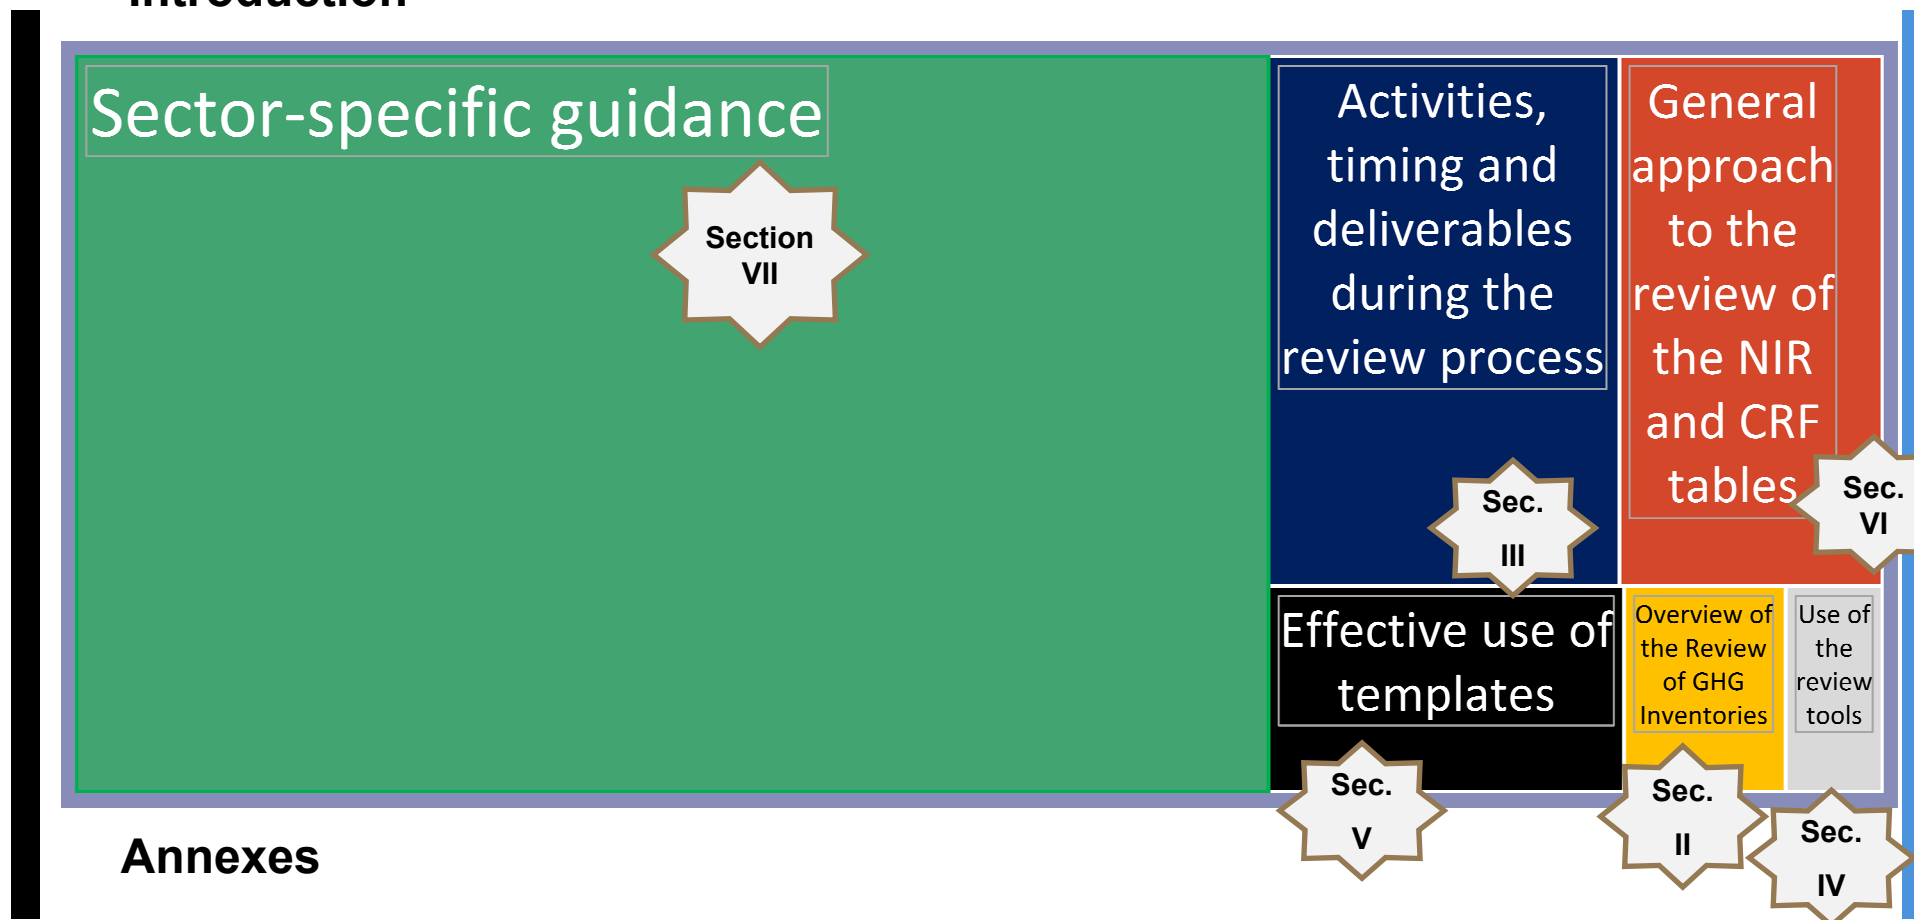 Introduction
Sector-specific guidance
Section
VII
Activities,
timing and
deliverables
during the
review process
Sec.
III
General
approach
to the
review of
the NIR
and CRF
tables
Sec.
VI
Effective use of
templates
Sec.
V
Overview of
the Review
of GHG
Inventories
Sec.
II
Use of
the
review
tools
Sec.
IV
Annexes